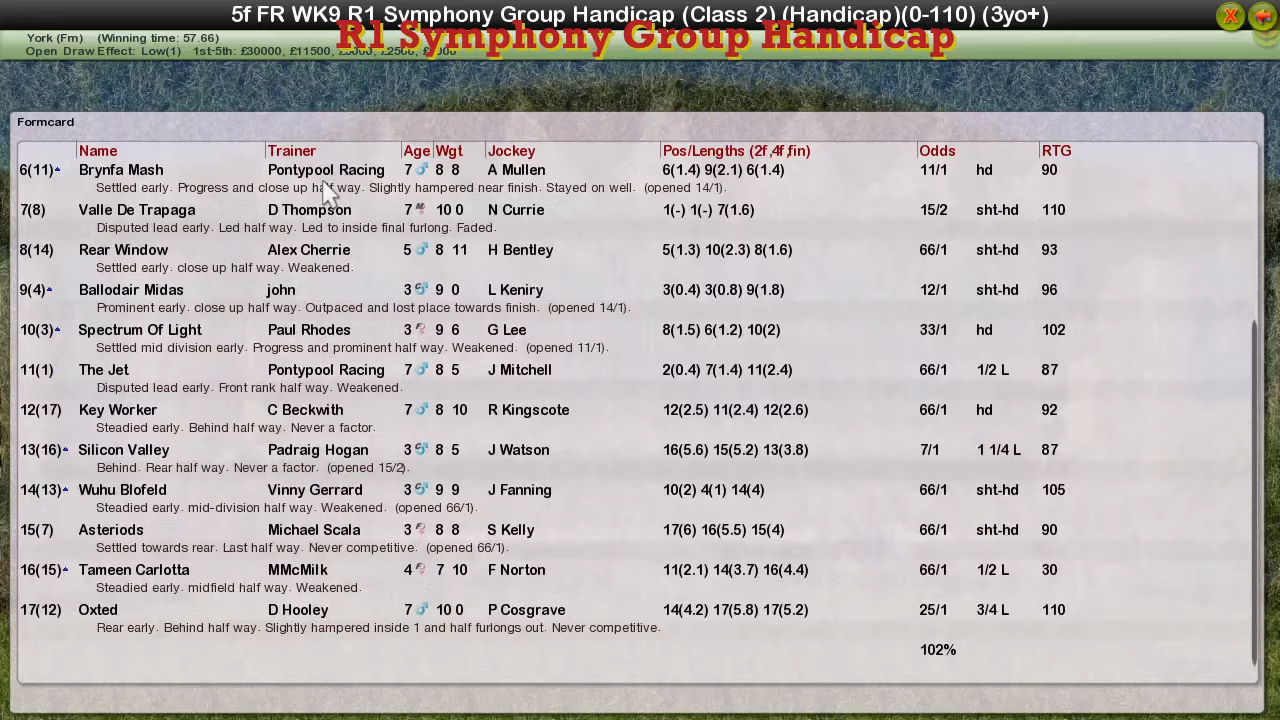 5f FR WK9 R1 Symphony Group Handicap (Class 2) (Handicap)(0-110) (3yo+)
R1 Symphony Group Handicap
York (Fm) (Winning time: 57.66)
Open Draw Effect: Low(1) 1st-5th: £30000, £11500,
Formcard
Name Trainer Age Wgt Jockey Pos/Lengths (2f,4f,fin) Odds RTG
6(11) Brynfa Mash Pontypool Racing 7 8 8 A Mullen 6(1.4) 9(2.1) 6(1.4) 11/1 hd 90
Settled early. Progress and close up half way. Slightly hampered near finish. Stayed on well. (opened 14/1).
7(8) Valle De Trapaga D Thompson 7 10 0 N Currie 1(-) 1(-) 7(1.6) 15/2 sht-hd 110
Disputed lead early. Led half way. Led to inside final furlong. Faded.
8(14) Rear Window Alex Cherrie 5 8 11 H Bentley 5(1.3) 10(2.3) 8(1.6) 66/1 sht-hd 93
Settled early. close up half way. Weakened.
9(4) Ballodair Midas john 3 9 0 L Keniry 3(0.4) 3(0.8) 9(1.8) 12/1 sht-hd 96
Prominent early. close up half way. Outpaced and lost place towards finish. (opened 14/1).
10(3) Spectrum Of Light Paul Rhodes 3 9 6 G Lee 8(1.5) 6(1.2) 10(2) 33/1 hd 102
Settled mid division early. Progress and prominent half way. Weakened. (opened 11/1).
11(1) The Jet Pontypool Racing 7 8 5 J Mitchell 2(0.4) 7(1.4) 11(2.4) 66/1 1/2 L 87
Disputed lead early. Front rank half way. Weakened.
12(17) Key Worker C Beckwith 7 8 10 R Kingscote 12(2.5) 11(2.4) 12(2.6) 66/1 hd 92
Steadied early. Behind half way. Never a factor.
13(16) Silicon Valley Padraig Hogan 3 8 5 J Watson 16(5.6) 15(5.2) 13(3.8) 7/1 1 1/4 L 87
Behind. Rear half way. Never a factor. (opened 15/2).
14(13) Wuhu Blofeld Vinny Gerrard 3 9 9 J Fanning 10(2) 4(1) 14(4) 66/1 sht-hd 105
Steadied early. mid-division half way. Weakened. (opened 66/1).
15(7) Asteriods Michael Scala 3 8 8 S Kelly 17(6) 16(5.5) 15(4) 66/1 sht-hd 90
Settled towards rear. Last half way. Never competitive. (opened 66/1).
16(15) Tameen Carlotta MMcMilk 4 7 10 F Norton 11(2.1) 14(3.7) 16(4.4) 66/1 1/2 L 30
Steadied early. midfield half way. Weakened.
17(12) Oxted D Hooley 7 10 0 P Cosgrave 14(4.2) 17(5.8) 17(5.2) 25/1 3/4 L 110
Rear early. Behind half way. Slightly hampered inside 1 and half furlongs out. Never competitive.
102%